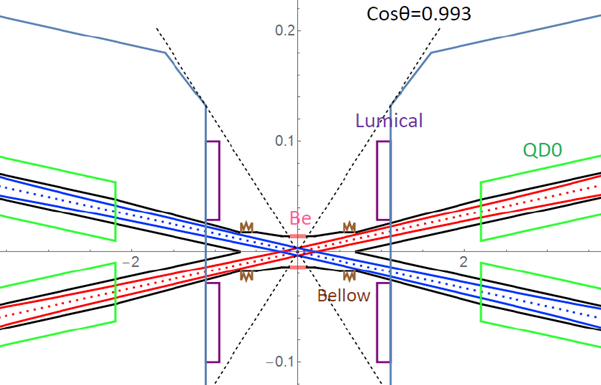 Cosθ=0.993
0.2
Lumical
0.1
QD0
Be
-2
2
Bellow
-0.1